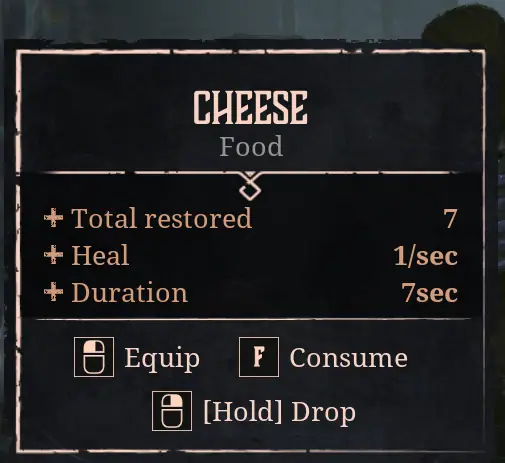 CHEESE
Food
Total restored 7
Heal 1/sec
Duration 7sec
Equip F Consume
[Hold] Drop